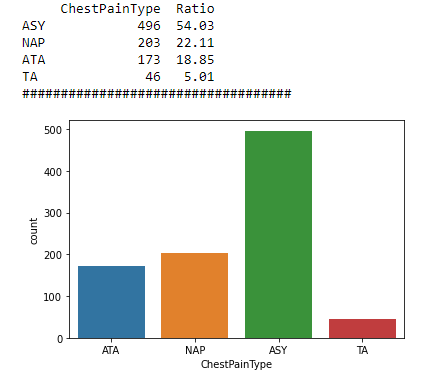 ChestPainType Ratio
ASY 496 54.03
NAP 203 22.11
ATA 173 18.85
TA 46 5.01
###################################
500
400
300
200
100
0
count
ATA NAP ASY TA
ChestPainType